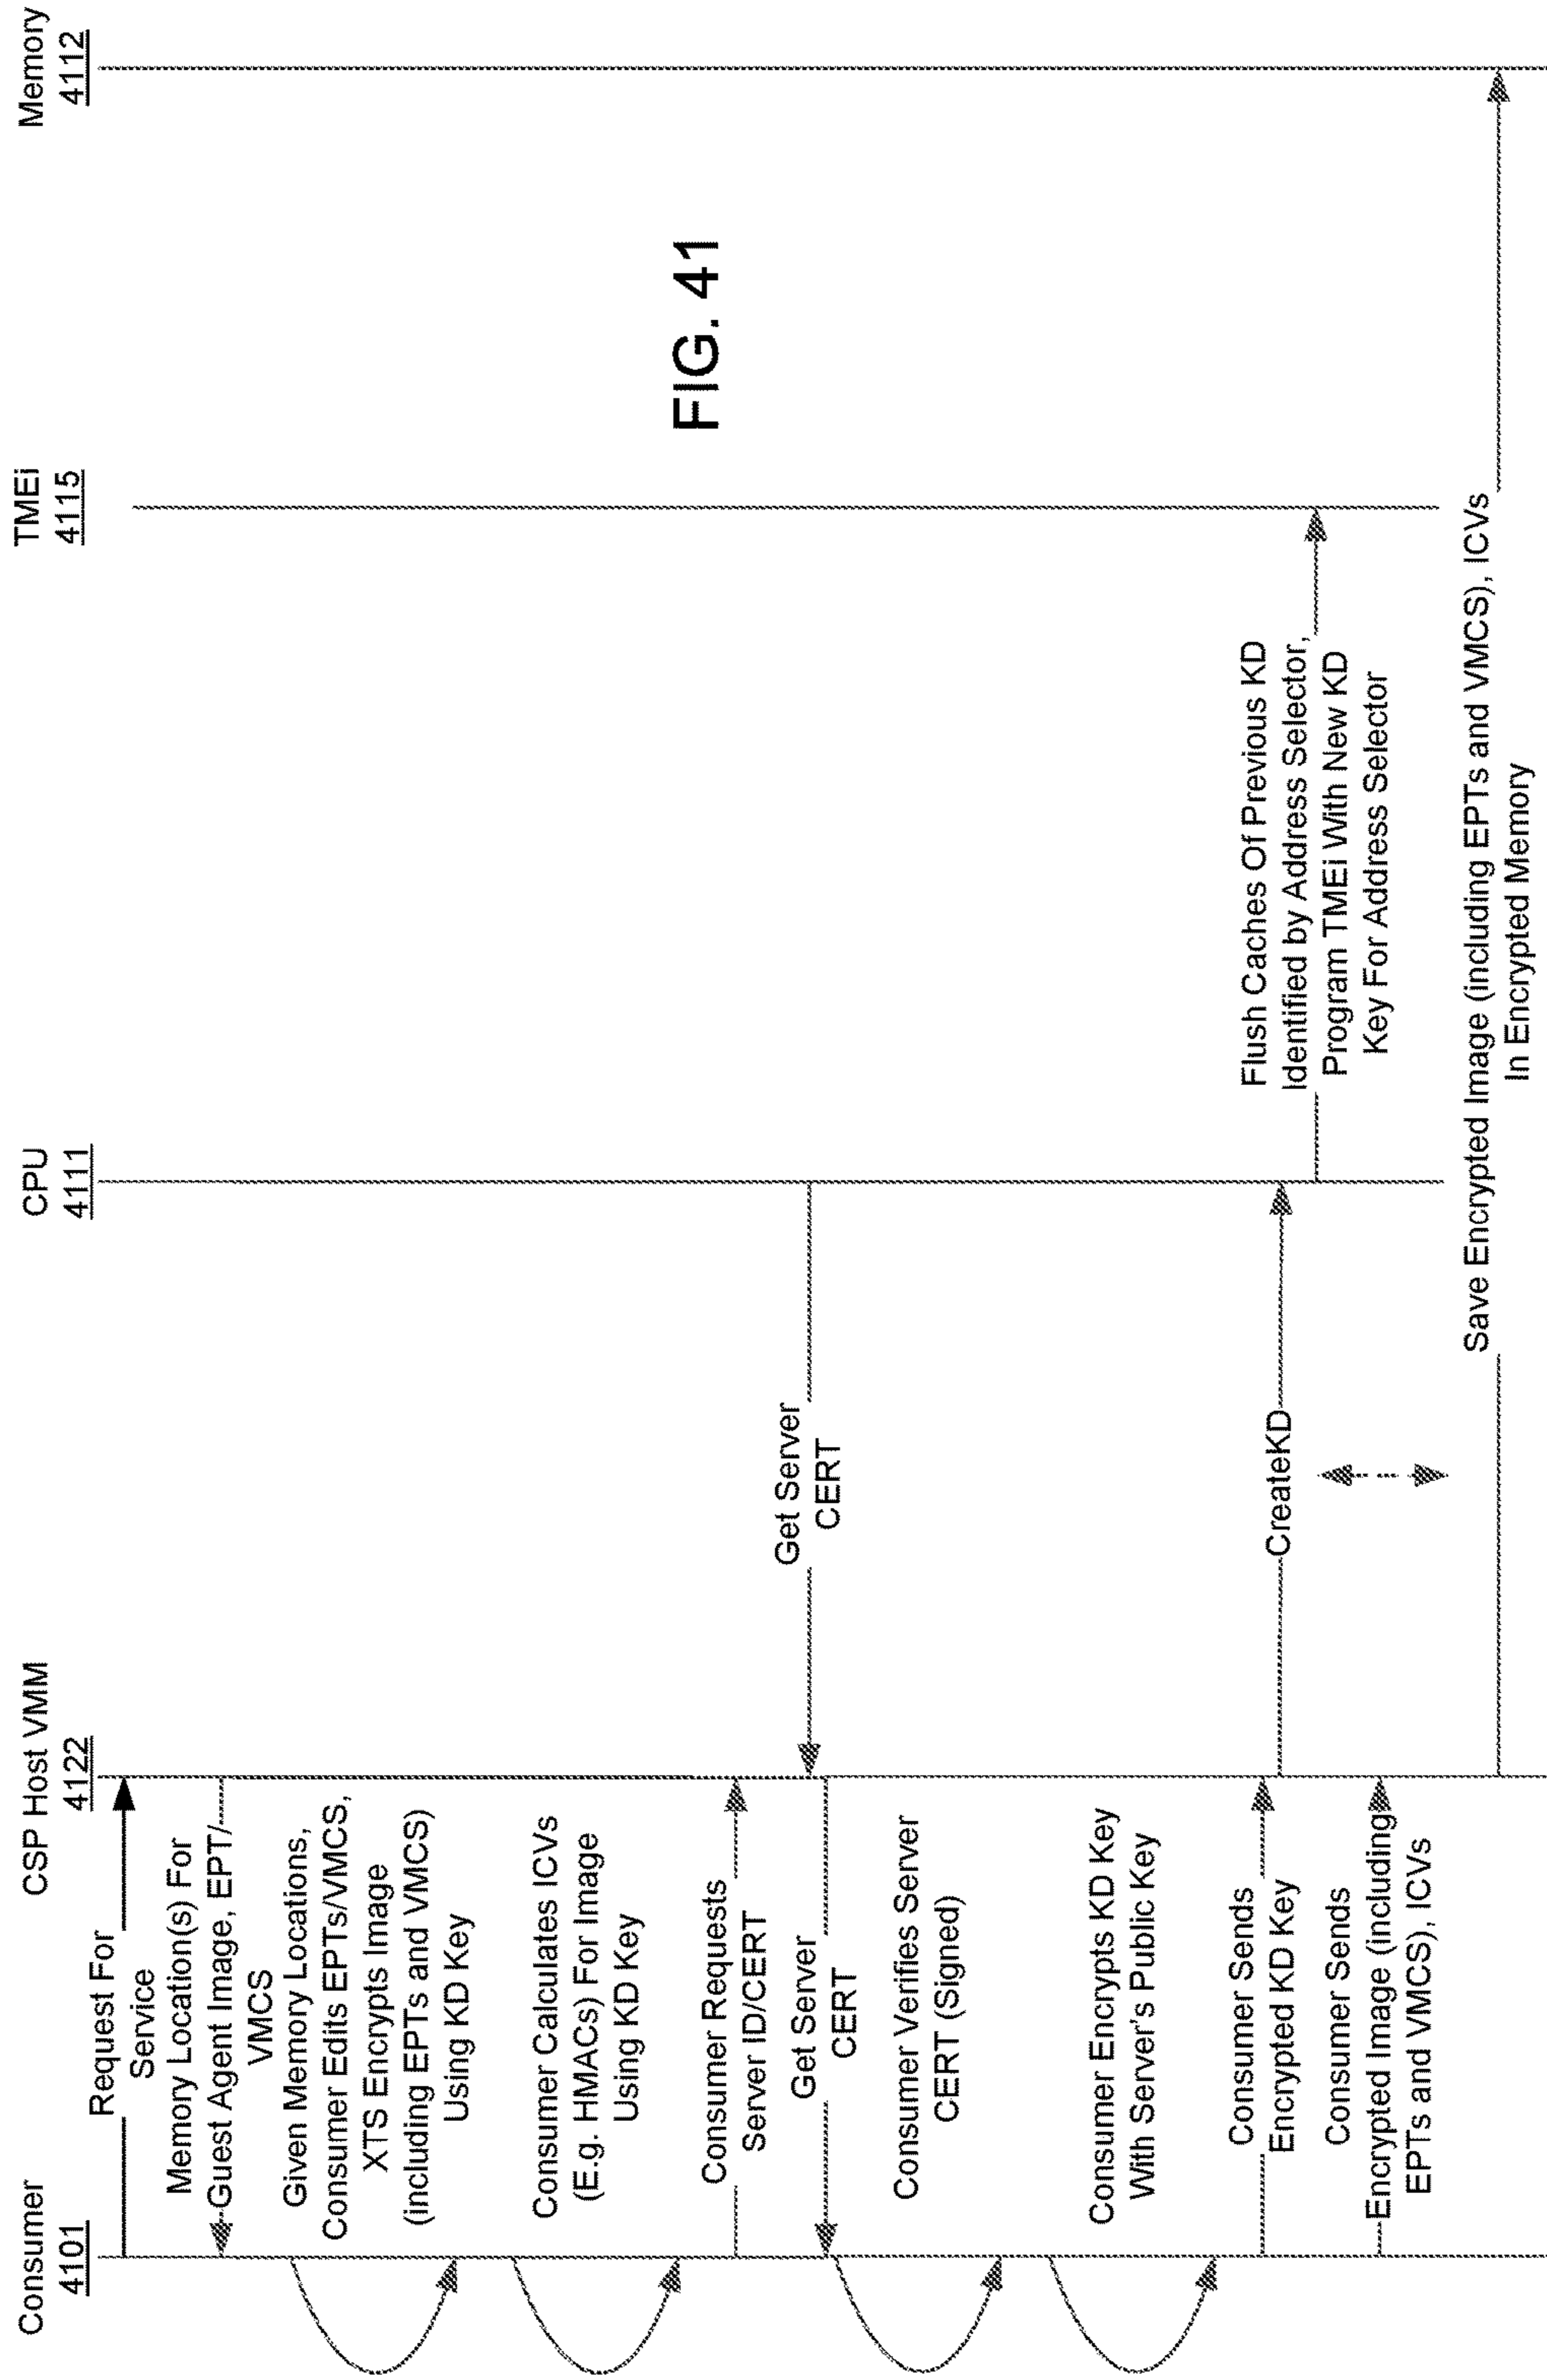 Consumer
4101
CSP Host VMM
4122
CPU
4111
TMEi
4115
Memory
4112
Request For
Service
Memory Location(s) For
Guest Agent Image, EPT/
VMCS
Given Memory Locations,
Consumer Edits EPTs/VMCS,
XTS Encrypts Image
(including EPTs and VMCS)
Using KD Key
Consumer Calculates ICVs
(E.g. HMACs) For Image
Using KD Key
Consumer Requests
Server ID/CERT
Get Server
CERT
Get Server
CERT
Consumer Verifies Server
CERT (Signed)
Consumer Encrypts KD Key
With Server's Public Key
Consumer Sends
Encrypted KD Key
CreateKD
Flush Caches Of Previous KD
Identified by Address Selector,
Program TMEi With New KD
Key For Address Selector
Consumer Sends
Encrypted Image (including
EPTs and VMCS), ICVs
Save Encrypted Image (including EPTs and VMCS), ICVs
In Encrypted Memory
FIG. 41